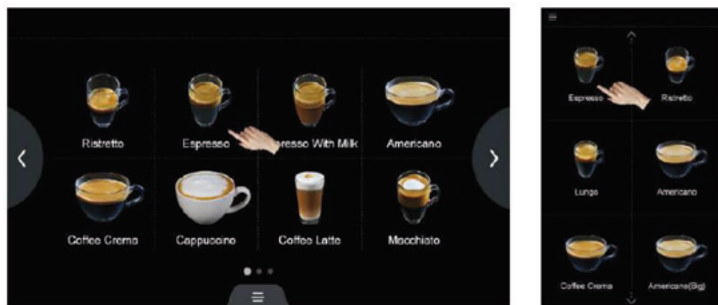 Ristretto
Espresso
presso With Milk
Americano
Coffee Crema
Cappuccino
Coffee Latte
Macchiato
Espresso
Ristretto
Lungo
Americano
Coffee Crema
Americano(Big)